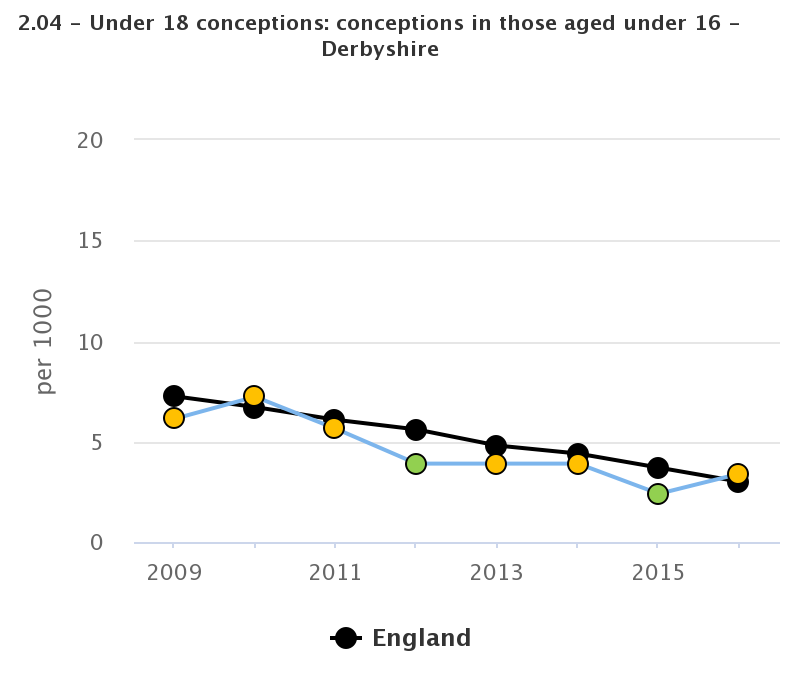 2.04 – Under 18 conceptions: conceptions in those aged under 16 –
Derbyshire
20
15
10
5
0
per 1000
2009
2011
2013
2015
England